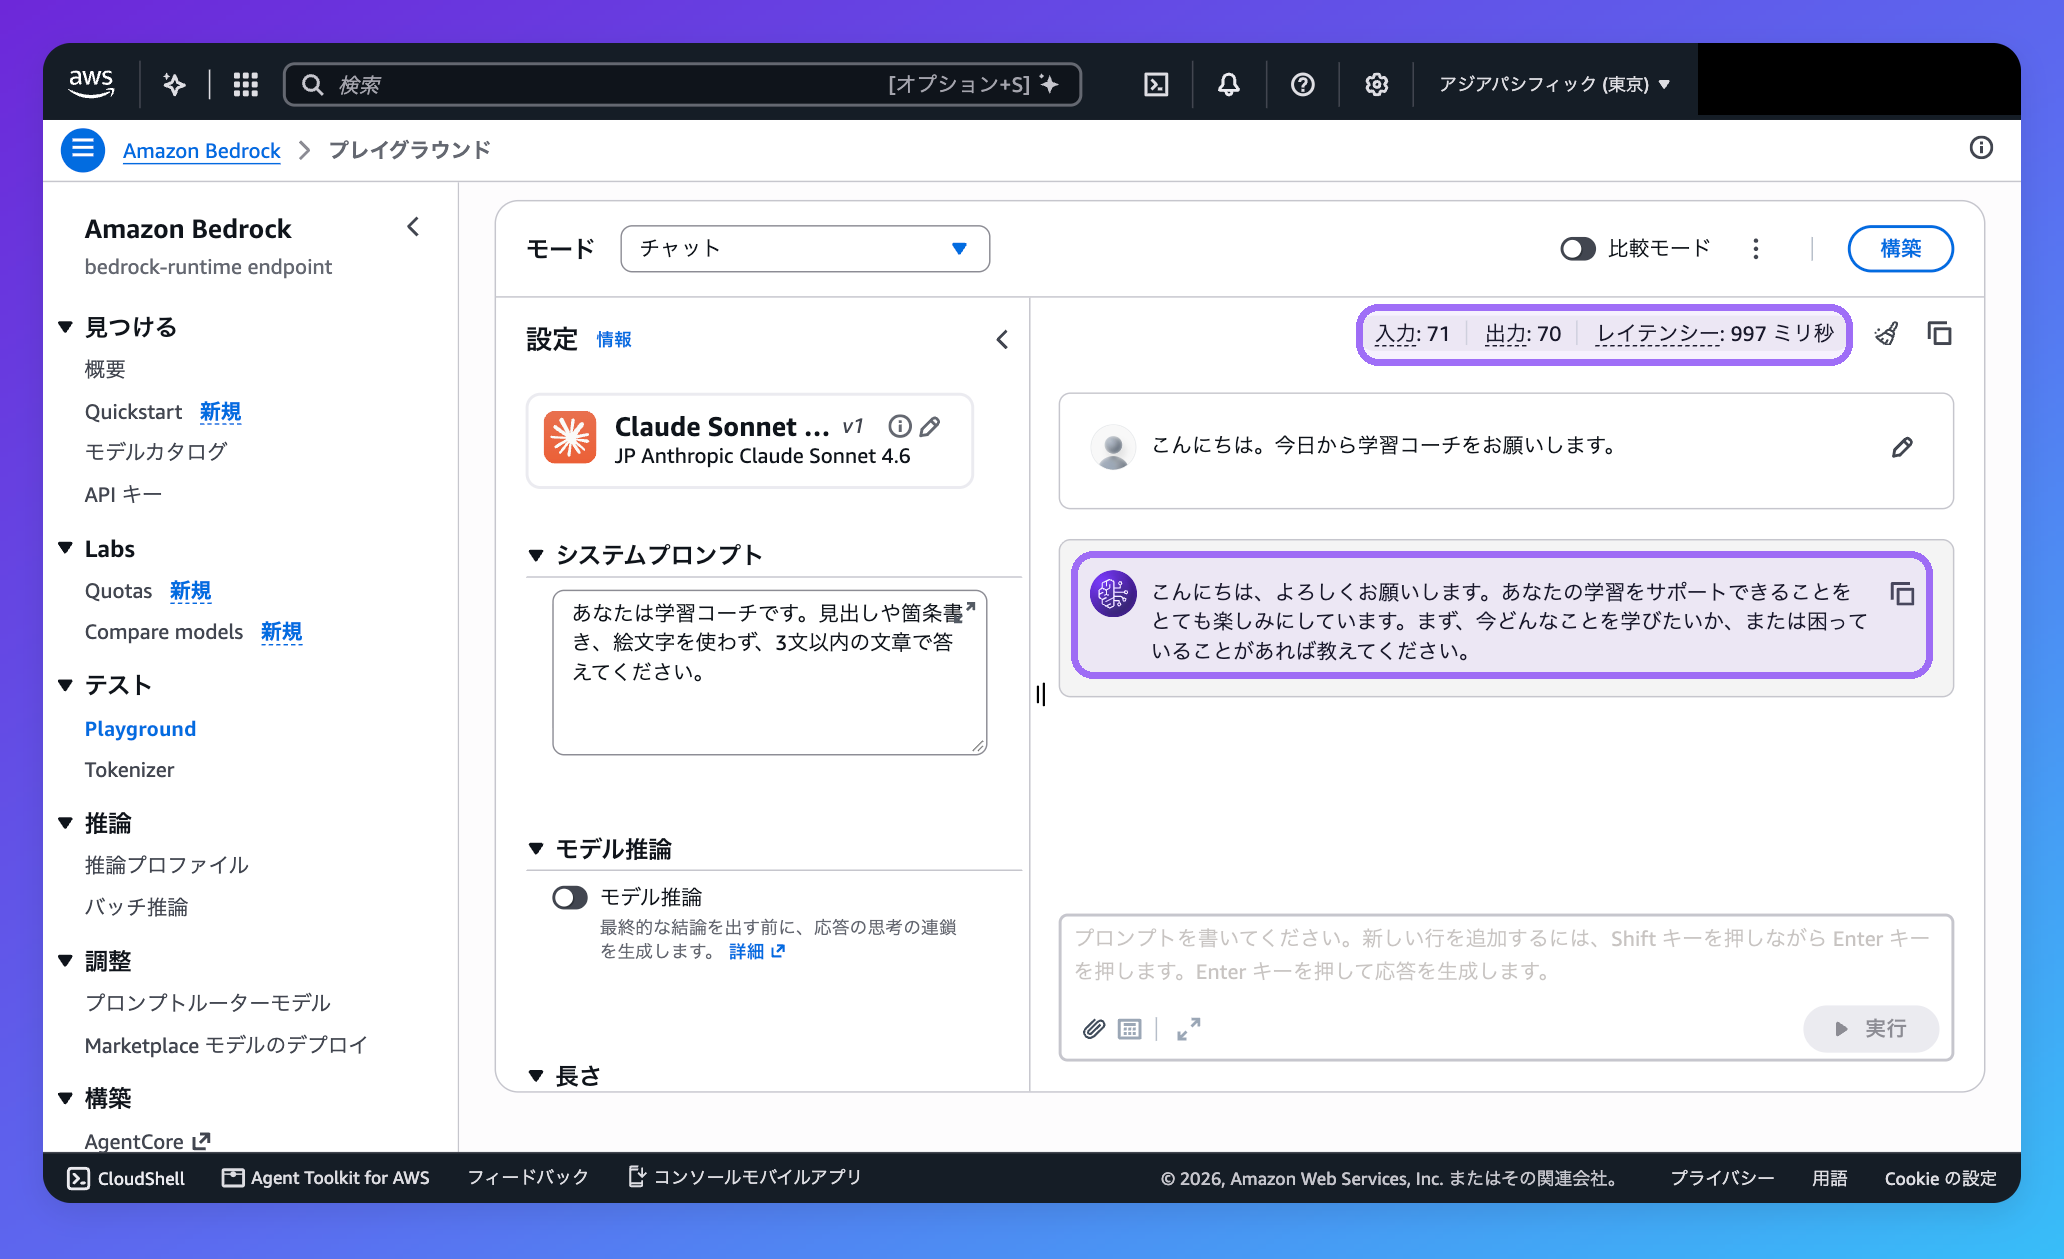 aws
検索
[オプション+S]
アジアパシフィック (東京)
Amazon Bedrock
プレイグラウンド
Amazon Bedrock
bedrock-runtime endpoint
見つける
概要
Quickstart 新規
モデルカタログ
API キー
Labs
Quotas 新規
Compare models 新規
テスト
Playground
Tokenizer
推論
推論プロファイル
バッチ推論
調整
プロンプトルーターモデル
Marketplace モデルのデプロイ
構築
AgentCore
モード
チャット
比較モード
構築
設定 情報
Claude Sonnet ... v1
JP Anthropic Claude Sonnet 4.6
システムプロンプト
あなたは学習コーチです。見出しや箇条書
き、絵文字を使わず、3文以内の文章で答
えてください。
モデル推論
モデル推論
最終的な結論を出す前に、応答の思考の連鎖
を生成します。 詳細
長さ
入力: 71 出力: 70 レイテンシー: 997 ミリ秒
こんにちは。今日から学習コーチをお願いします。
こんにちは、よろしくお願いします。あなたの学習をサポートできることを
とても楽しみにしています。まず、今どんなことを学びたいか、または困って
いることがあれば教えてください。
プロンプトを書いてください。新しい行を追加するには、Shift キーを押しながら Enter キー
を押します。Enter キーを押して応答を生成します。
実行
CloudShell
Agent Toolkit for AWS
フィードバック
コンソールモバイルアプリ
© 2026, Amazon Web Services, Inc. またはその関連会社。
プライバシー
用語
Cookie の設定